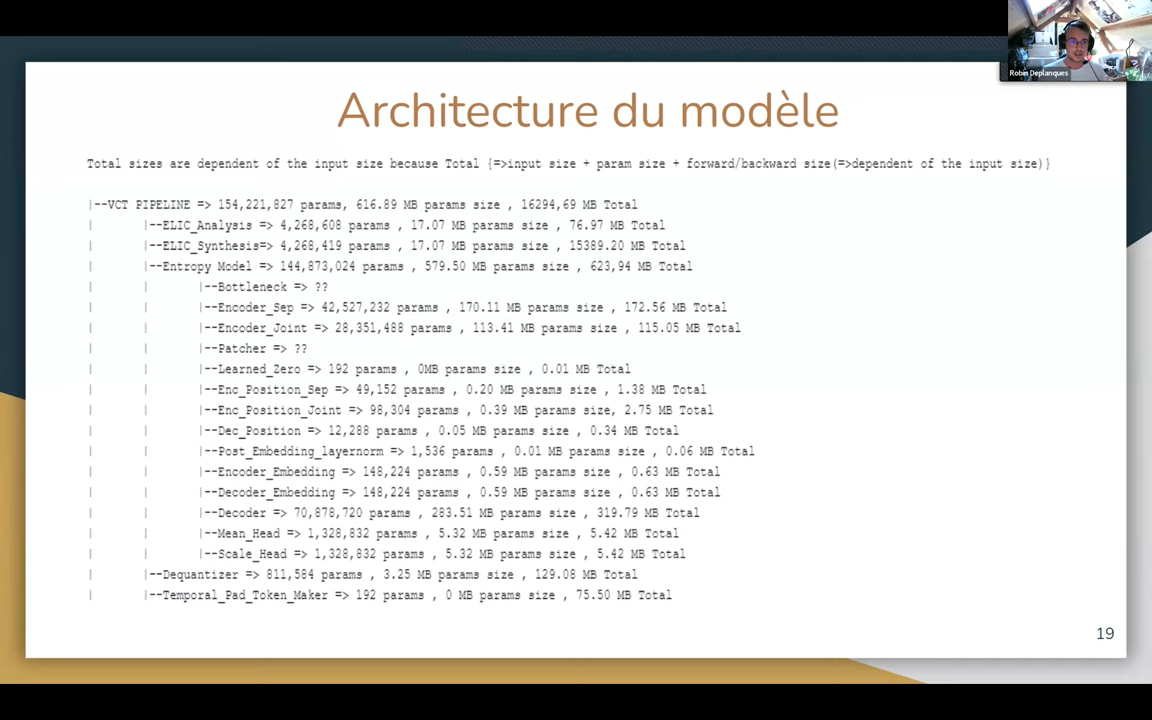 Robin Deplanques
Architecture du modèle
Total sizes are dependent of the input size because Total {=>input size + param size + forward/backward size(=>dependent of the input size)}
|--VCT PIPELINE => 154,221,827 params, 616.89 MB params size , 16294,69 MB Total
| |--ELIC_Analysis => 4,268,608 params , 17.07 MB params size , 76.97 MB Total
| |--ELIC_Synthesis=> 4,268,419 params , 17.07 MB params size , 15389.20 MB Total
| |--Entropy Model => 144,873,024 params , 579.50 MB params size , 623,94 MB Total
| | |--Bottleneck => ??
| | |--Encoder_Sep => 42,527,232 params , 170.11 MB params size , 172.56 MB Total
| | |--Encoder_Joint => 28,351,488 params , 113.41 MB params size , 115.05 MB Total
| | |--Patcher => ??
| | |--Learned_Zero => 192 params , 0MB params size , 0.01 MB Total
| | |--Enc_Position_Sep => 49,152 params , 0.20 MB params size , 1.38 MB Total
| | |--Enc_Position_Joint => 98,304 params , 0.39 MB params size, 2.75 MB Total
| | |--Dec_Position => 12,288 params , 0.05 MB params size , 0.34 MB Total
| | |--Post_Embedding_layernorm => 1,536 params , 0.01 MB params size , 0.06 MB Total
| | |--Encoder_Embedding => 148,224 params , 0.59 MB params size , 0.63 MB Total
| | |--Decoder_Embedding => 148,224 params , 0.59 MB params size , 0.63 MB Total
| | |--Decoder => 70,878,720 params , 283.51 MB params size , 319.79 MB Total
| | |--Mean_Head => 1,328,832 params , 5.32 MB params size , 5.42 MB Total
| | |--Scale_Head => 1,328,832 params , 5.32 MB params size , 5.42 MB Total
| |--Dequantizer => 811,584 params , 3.25 MB params size , 129.08 MB Total
| |--Temporal_Pad_Token_Maker => 192 params , 0 MB params size , 75.50 MB Total
19